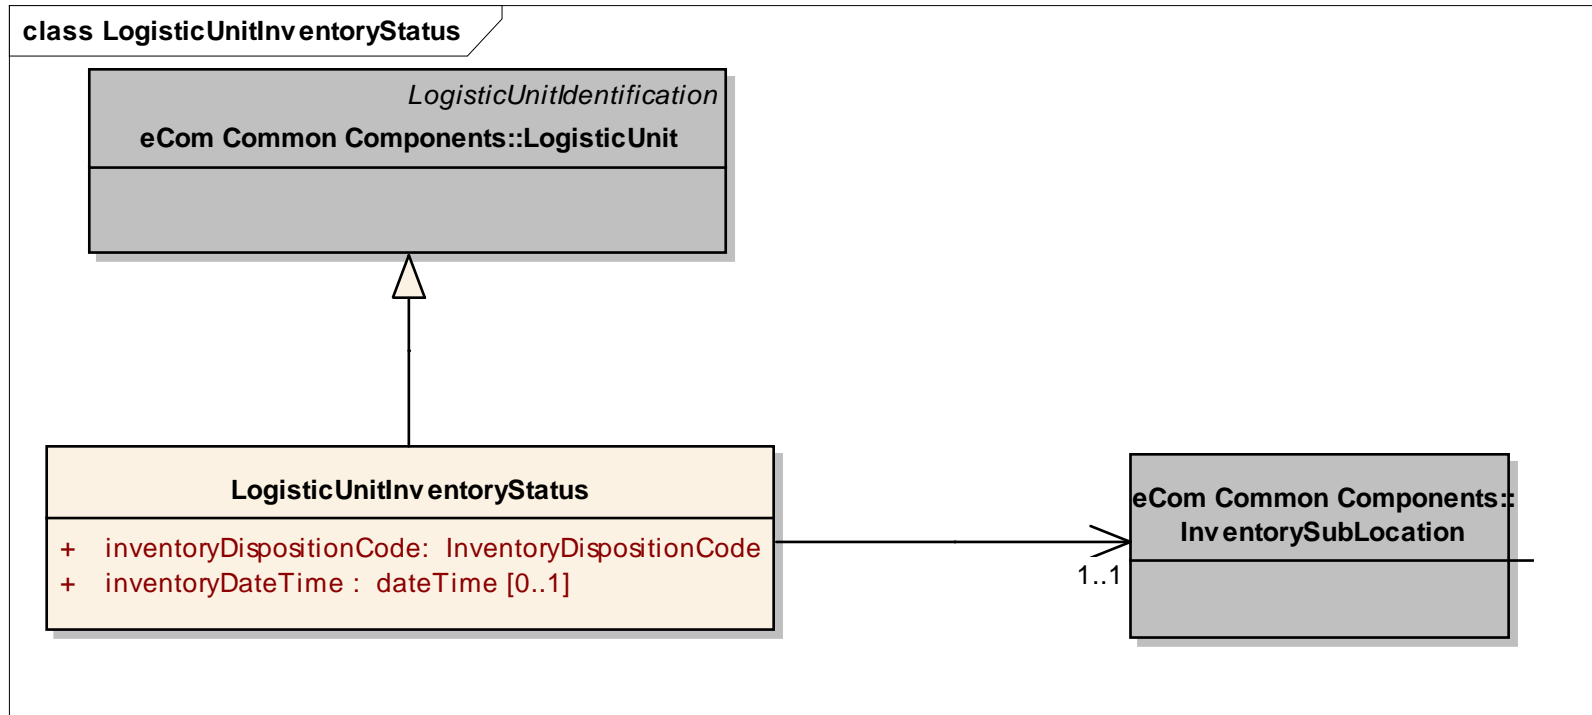 class LogisticUnitInventoryStatus
LogisticUnitIdentification
eCom Common Components::LogisticUnit
LogisticUnitInventoryStatus
+ inventoryDispositionCode: InventoryDispositionCode
+ inventoryDateTime : dateTime [0..1]
eCom Common Components::
InventorySubLocation
1..1